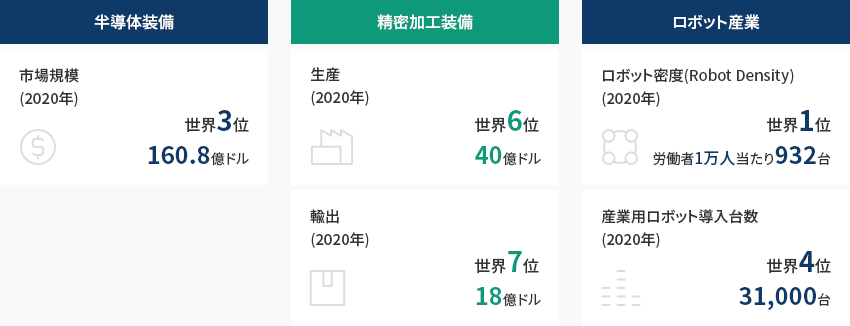 半導体装備
市場規模
(2020年)
世界3位
160.8億ドル
精密加工装備
生産
(2020年)
世界6位
40億ドル
輸出
(2020年)
世界7位
18億ドル
ロボット産業
ロボット密度(Robot Density)
(2020年)
世界1位
労働者1万人当たり932台
産業用ロボット導入台数
(2020年)
世界4位
31,000台